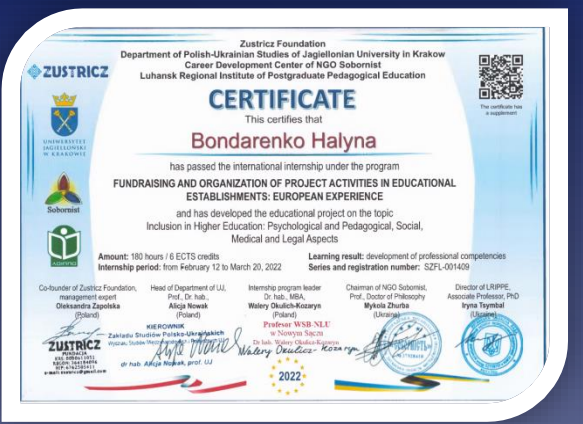 Zustricz Foundation
Department of Polish-Ukrainian Studies of Jagiellonian University in Krakow
Career Development Center of NGO Sobornist
Luhansk Regional Institute of Postgraduate Pedagogical Education
ZUSTRICZ
CERTIFICATE
The certificate has
a supplement
This certifies that
Bondarenko Halyna
UNIWERSYTET
JAGIELLOŃSKI
W KRAKOWIE
has passed the international internship under the program
FUNDRAISING AND ORGANIZATION OF PROJECT ACTIVITIES IN EDUCATIONAL
ESTABLISHMENTS: EUROPEAN EXPERIENCE
Sobornist
and has developed the educational project on the topic
Inclusion in Higher Education: Psychological and Pedagogical, Social,
Medical and Legal Aspects
Amount: 180 hours / 6 ECTS credits
Internship period: from February 12 to March 20, 2022
Learning result: development of professional competencies
Series and registration number: SZFL-001409
Co-founder of Zustricz Foundation,
management expert
Oleksandra Zapolska
(Poland)
Head of Department of UJ,
Prof., Dr. hab.,
Alicja Nowak
(Poland)
Internship program leader
Dr. hab., MBA,
Walery Okulicz-Kozaryn
(Poland)
Chairman of NGO Sobornist,
Prof., Doctor of Philosophy
Mykola Zhurba
(Ukraine)
Director of LRIPPE,
Associate Professor, PhD
Iryna Tsymbal
(Ukraine)
ZUSTRICZ
FUNDACJA
KIEROWNIK
Zakładu Studiów Polsko-Ukraińskich
dr hab. Alicja Nowak, prof. UJ
Profesor WSB-NLU
w Nowym Sączu
Dr hab. Walery Okulicz-Kozaryn
Walery Okulicz-Kozaryn
2022